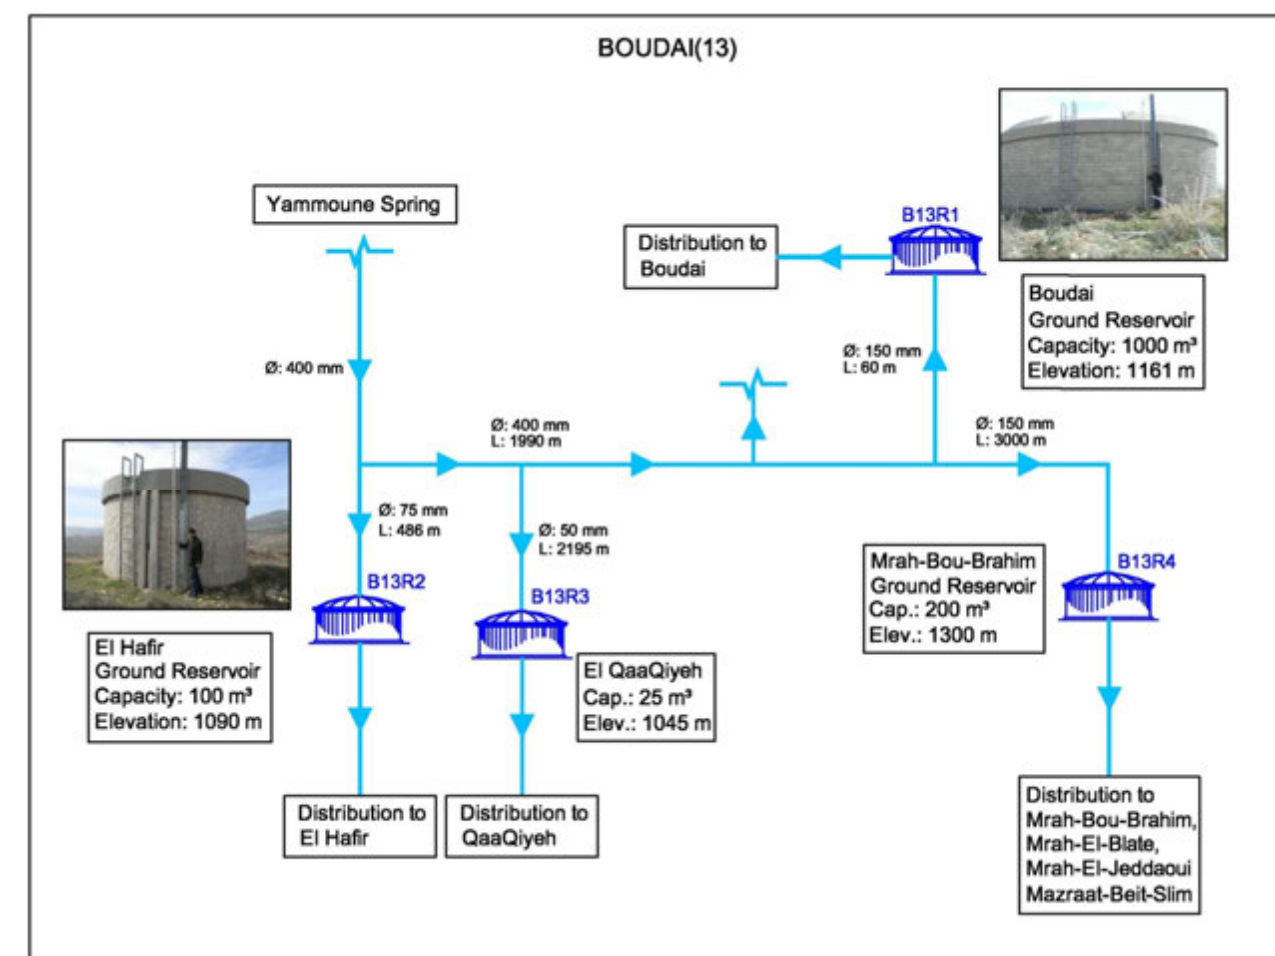 BOUDAI(13)
Yammoune Spring
Distribution to
Boudai
B13R1
Boudai
Ground Reservoir
Capacity: 1000 m³
Elevation: 1161 m
Ø: 400 mm
Ø: 150 mm
L: 60 m
Ø: 400 mm
L: 1990 m
Ø: 150 mm
L: 3000 m
Ø: 75 mm
L: 486 m
Ø: 50 mm
L: 2195 m
B13R2
B13R3
Mrah-Bou-Brahim
Ground Reservoir
Cap.: 200 m³
Elev.: 1300 m
B13R4
El Hafir
Ground Reservoir
Capacity: 100 m³
Elevation: 1090 m
El QaaQiyeh
Cap.: 25 m³
Elev.: 1045 m
Distribution to
El Hafir
Distribution to
QaaQiyeh
Distribution to
Mrah-Bou-Brahim,
Mrah-El-Blate,
Mrah-El-Jeddaoui
Mazraat-Beit-Slim